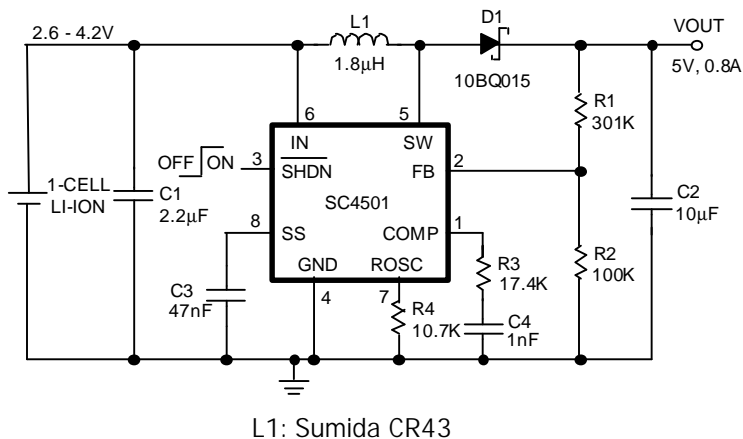 2.6 - 4.2V
L1
1.8µH
D1
10BQ015
VOUT
5V, 0.8A
6
5
IN
SW
R1
301K
OFF ON
3
SHDN
FB
2
1-CELL
LI-ION
C1
2.2µF
SC4501
C2
10µF
8
SS
COMP
1
GND
ROSC
R3
17.4K
R2
100K
C3
47nF
4
7
R4
10.7K
C4
1nF
L1: Sumida CR43